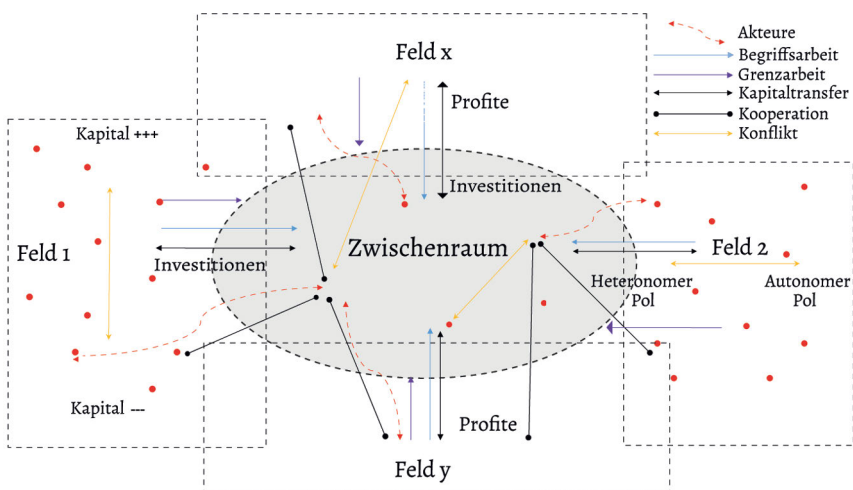 Feld x
Profite
Investitionen
Akteure
Begriffsarbeit
Grenzarbeit
Kapitaltransfer
Kooperation
Konflikt
Kapital +++
Feld 1
Investitionen
Kapital ---
Zwischenraum
Feld 2
Heteronomer
Pol
Autonomer
Pol
Profite
Feld y